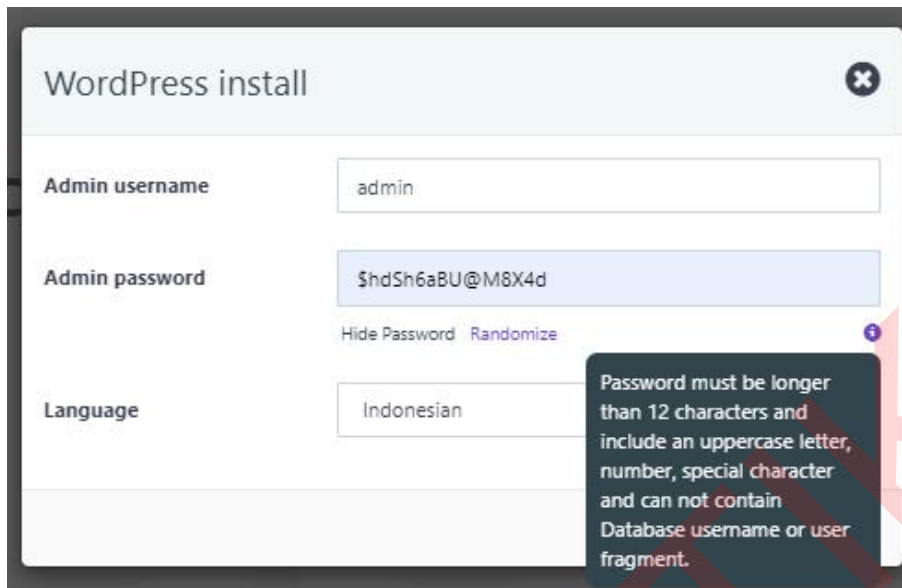 WordPress install
Admin username
admin
Admin password
$hdSh6aBU@M8X4d
Hide Password Randomize
Language
Indonesian
Password must be longer
than 12 characters and
include an uppercase letter,
number, special character
and can not contain
Database username or user
fragment.